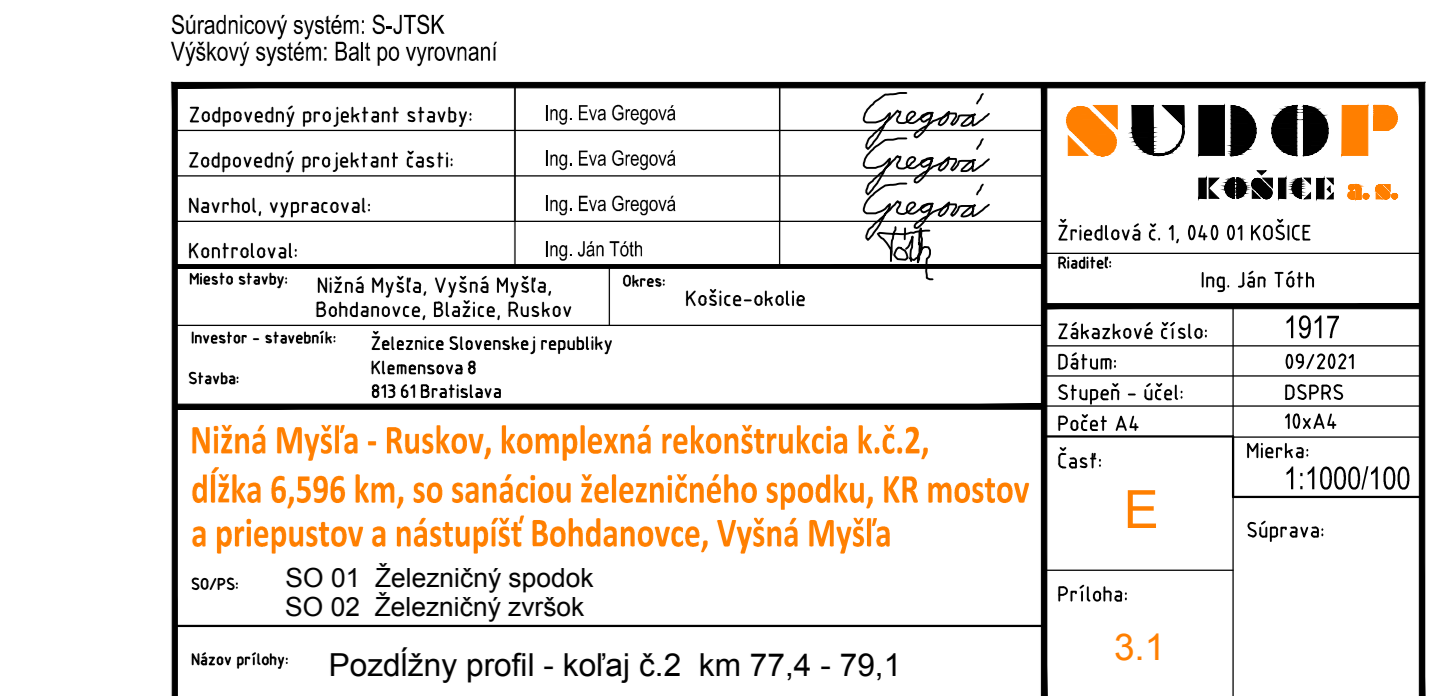 Súradnicový systém: S-JTSK
Výškový systém: Balt po vyrovnaní
Zodpovedný projektant stavby: Ing. Eva Gregová Gregová
Zodpovedný projektant časti: Ing. Eva Gregová Gregová
Navrhol, vypracoval: Ing. Eva Gregová Gregová
Kontroloval: Ing. Ján Tóth Tóth
Miesto stavby: Nižná Myšľa, Vyšná Myšľa,
Bohdanovce, Blažice, Ruskov
Okres: Košice-okolie
Investor - stavebník: Železnice Slovenskej republiky
Klemensova 8
Stavba: 813 61 Bratislava
Nižná Myšľa - Ruskov, komplexná rekonštrukcia k.č.2,
dĺžka 6,596 km, so sanáciou železničného spodku, KR mostov
a priepustov a nástupíšť Bohdanovce, Vyšná Myšľa
SO/PS: SO 01 Železničný spodok
SO 02 Železničný zvršok
Názov prílohy: Pozdĺžny profil - koľaj č.2 km 77,4 - 79,1
SUDOP
KOŠICE a.s.
Žriedlová č. 1, 040 01 KOŠICE
Riaditeľ:
Ing. Ján Tóth
Zákazkové číslo: 1917
Dátum: 09/2021
Stupeň - účel: DSPRS
Počet A4 10xA4
Časť:
E
Mierka:
1:1000/100
Súprava:
Príloha:
3.1